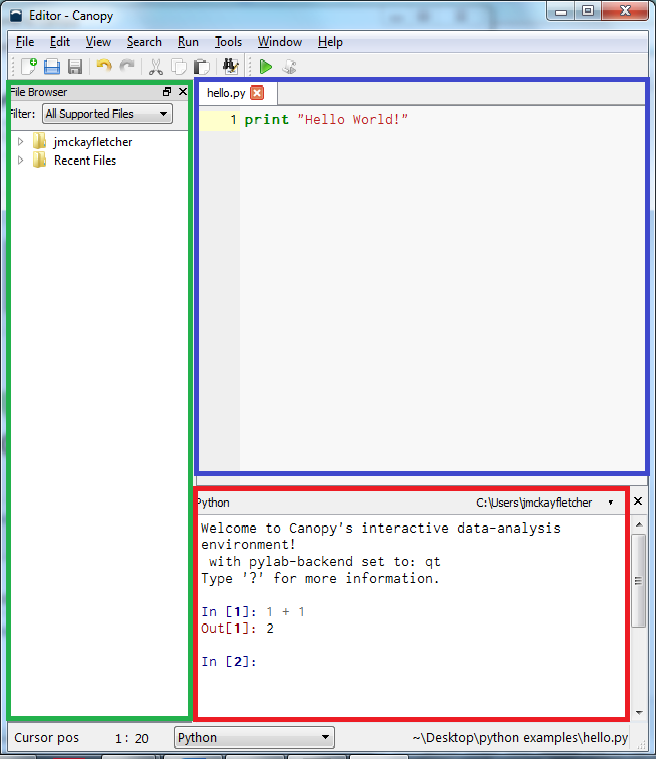 Editor - Canopy
File Edit View Search Run Tools Window Help
File Browser
Filter: All Supported Files
jmckayfletcher
Recent Files
hello.py
1 print "Hello World!"
Python C:\Users\jmckayfletcher
Welcome to Canopy's interactive data-analysis
environment!
with pylab-backend set to: qt
Type '?' for more information.
In [1]: 1 + 1
Out[1]: 2
In [2]:
Cursor pos 1 : 20 Python ~\Desktop\python examples\hello.py